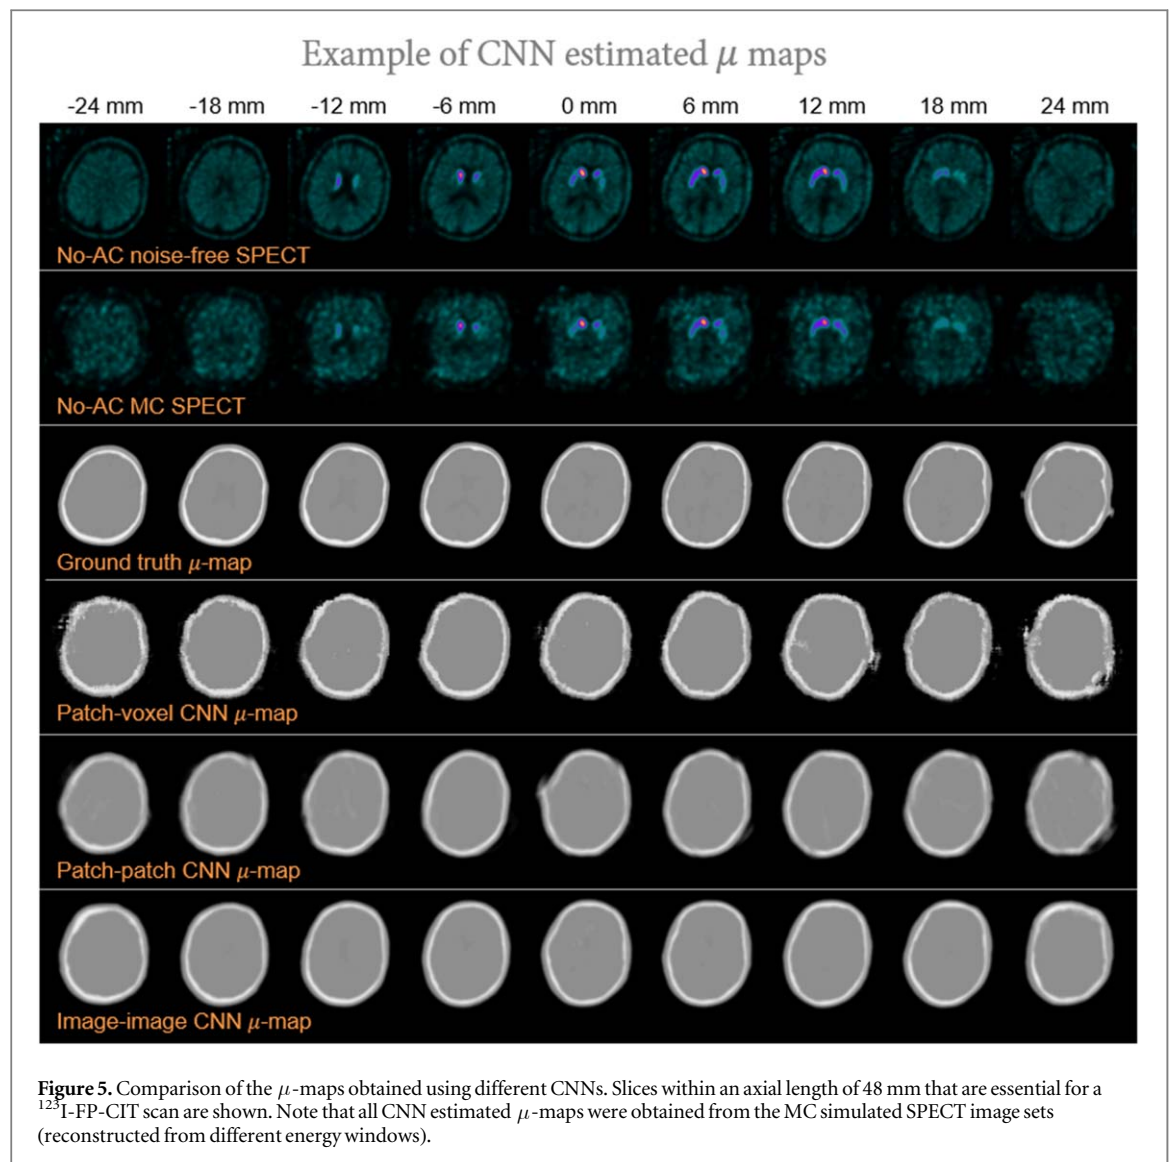 Example of CNN estimated μ maps
-24 mm -18 mm -12 mm -6 mm 0 mm 6 mm 12 mm 18 mm 24 mm
No-AC noise-free SPECT
No-AC MC SPECT
Ground truth μ-map
Patch-voxel CNN μ-map
Patch-patch CNN μ-map
Image-image CNN μ-map
Figure 5. Comparison of the μ-maps obtained using different CNNs. Slices within an axial length of 48 mm that are essential for a
¹²³I-FP-CIT scan are shown. Note that all CNN estimated μ-maps were obtained from the MC simulated SPECT image sets
(reconstructed from different energy windows).